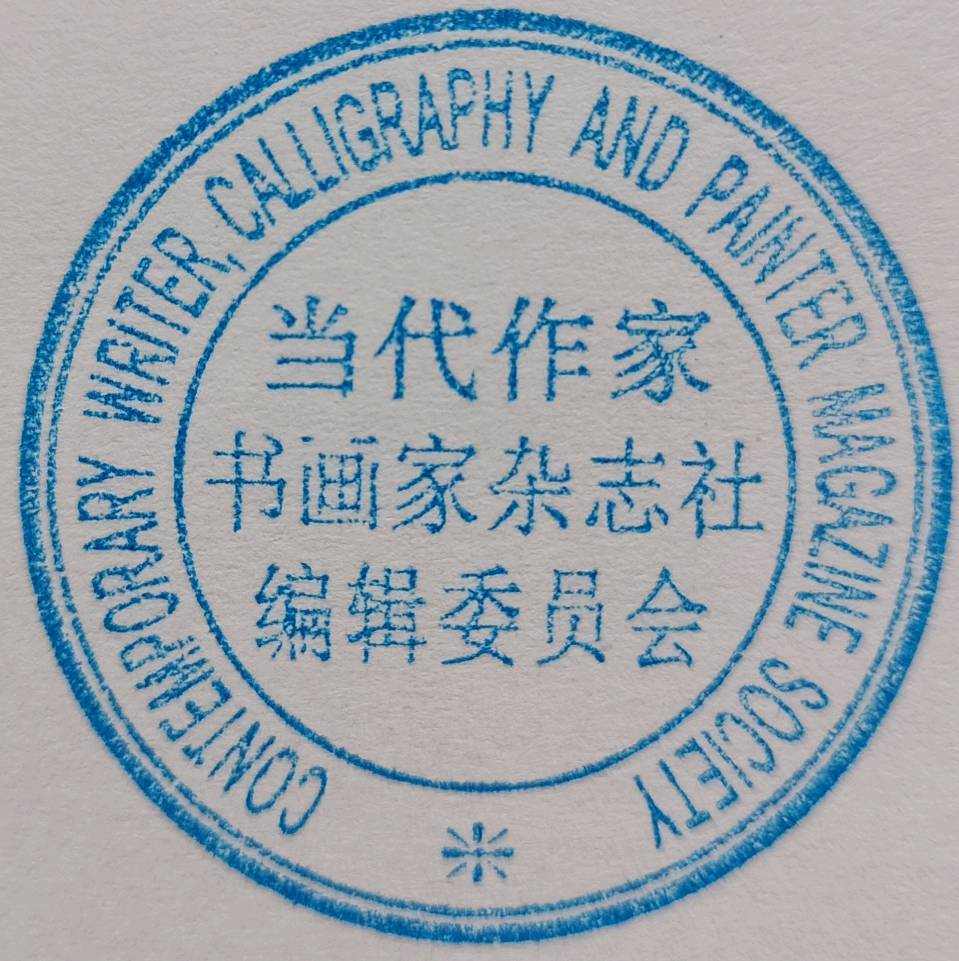 CONTEMPORARY WRITER, CALLIGRAPHY AND PAINTER MAGAZINE SOCIETY
当代作家
书画家杂志社
编辑委员会